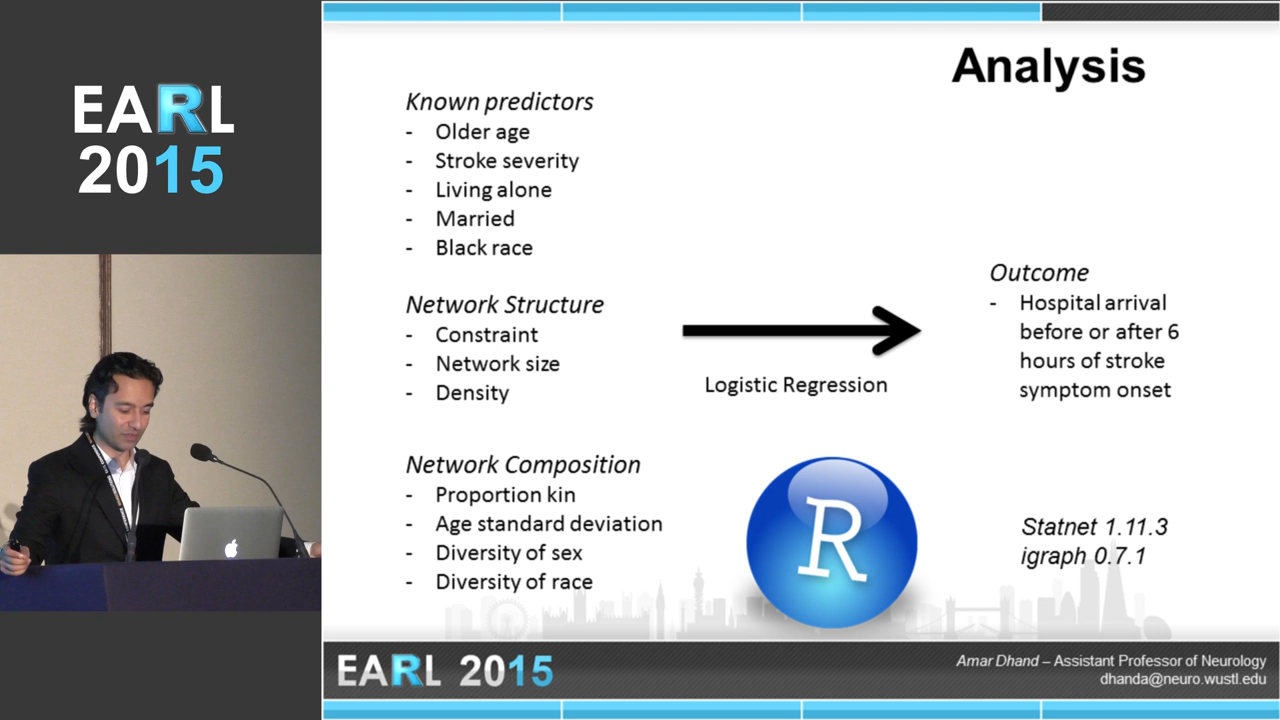 EARL
2015
Analysis
Known predictors
- Older age
- Stroke severity
- Living alone
- Married
- Black race
Network Structure
- Constraint
- Network size
- Density
Network Composition
- Proportion kin
- Age standard deviation
- Diversity of sex
- Diversity of race
Logistic Regression
R
Outcome
- Hospital arrival
before or after 6
hours of stroke
symptom onset
Statnet 1.11.3
igraph 0.7.1
EARL 2015
Amar Dhand – Assistant Professor of Neurology
dhanda@neuro.wustl.edu